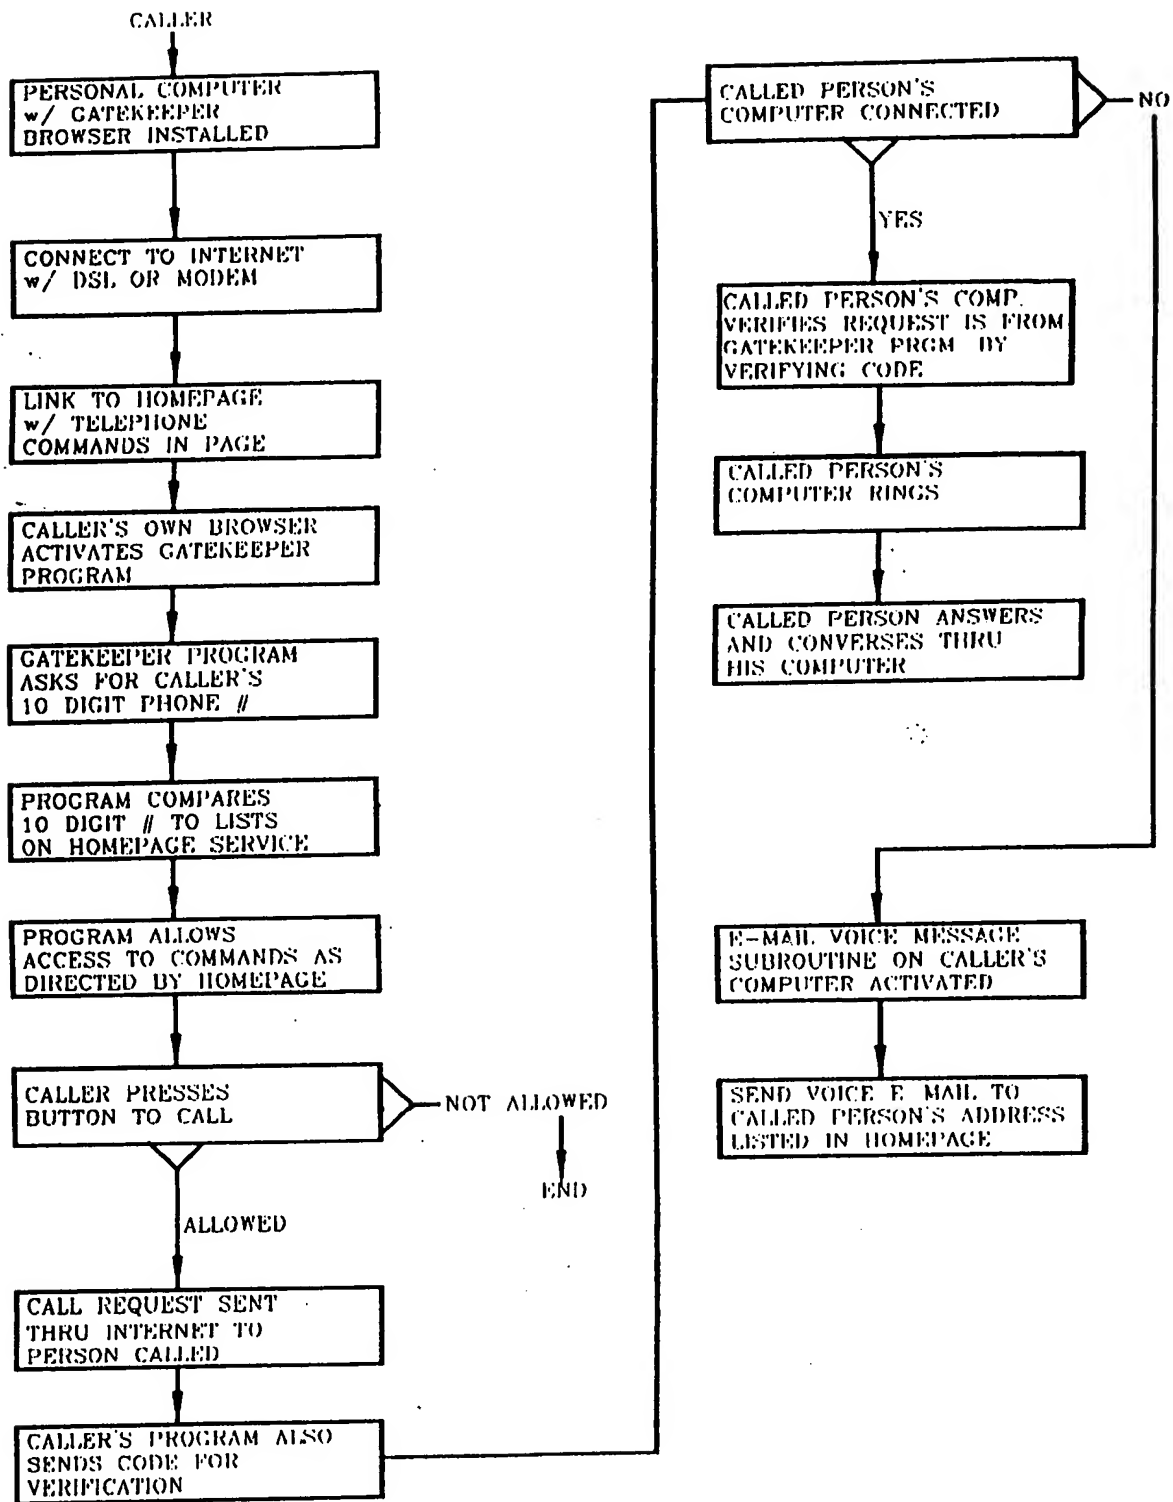 CALLER
PERSONAL COMPUTER
w/ GATEKEEPER
BROWSER INSTALLED
CONNECT TO INTERNET
w/ DSL OR MODEM
LINK TO HOMEPAGE
w/ TELEPHONE
COMMANDS IN PAGE
CALLER'S OWN BROWSER
ACTIVATES GATEKEEPER
PROGRAM
GATEKEEPER PROGRAM
ASKS FOR CALLER'S
10 DIGIT PHONE #
PROGRAM COMPARES
10 DIGIT # TO LISTS
ON HOMEPAGE SERVICE
PROGRAM ALLOWS
ACCESS TO COMMANDS AS
DIRECTED BY HOMEPAGE
CALLER PRESSES
BUTTON TO CALL
NOT ALLOWED
END
ALLOWED
CALL REQUEST SENT
THRU INTERNET TO
PERSON CALLED
CALLER'S PROGRAM ALSO
SENDS CODE FOR
VERIFICATION
CALLED PERSON'S
COMPUTER CONNECTED
NO
YES
CALLED PERSON'S COMP.
VERIFIES REQUEST IS FROM
GATEKEEPER PRGM BY
VERIFYING CODE
CALLED PERSON'S
COMPUTER RINGS
CALLED PERSON ANSWERS
AND CONVERSES THRU
HIS COMPUTER
E-MAIL VOICE MESSAGE
SUBROUTINE ON CALLER'S
COMPUTER ACTIVATED
SEND VOICE E MAIL TO
CALLED PERSON'S ADDRESS
LISTED IN HOMEPAGE